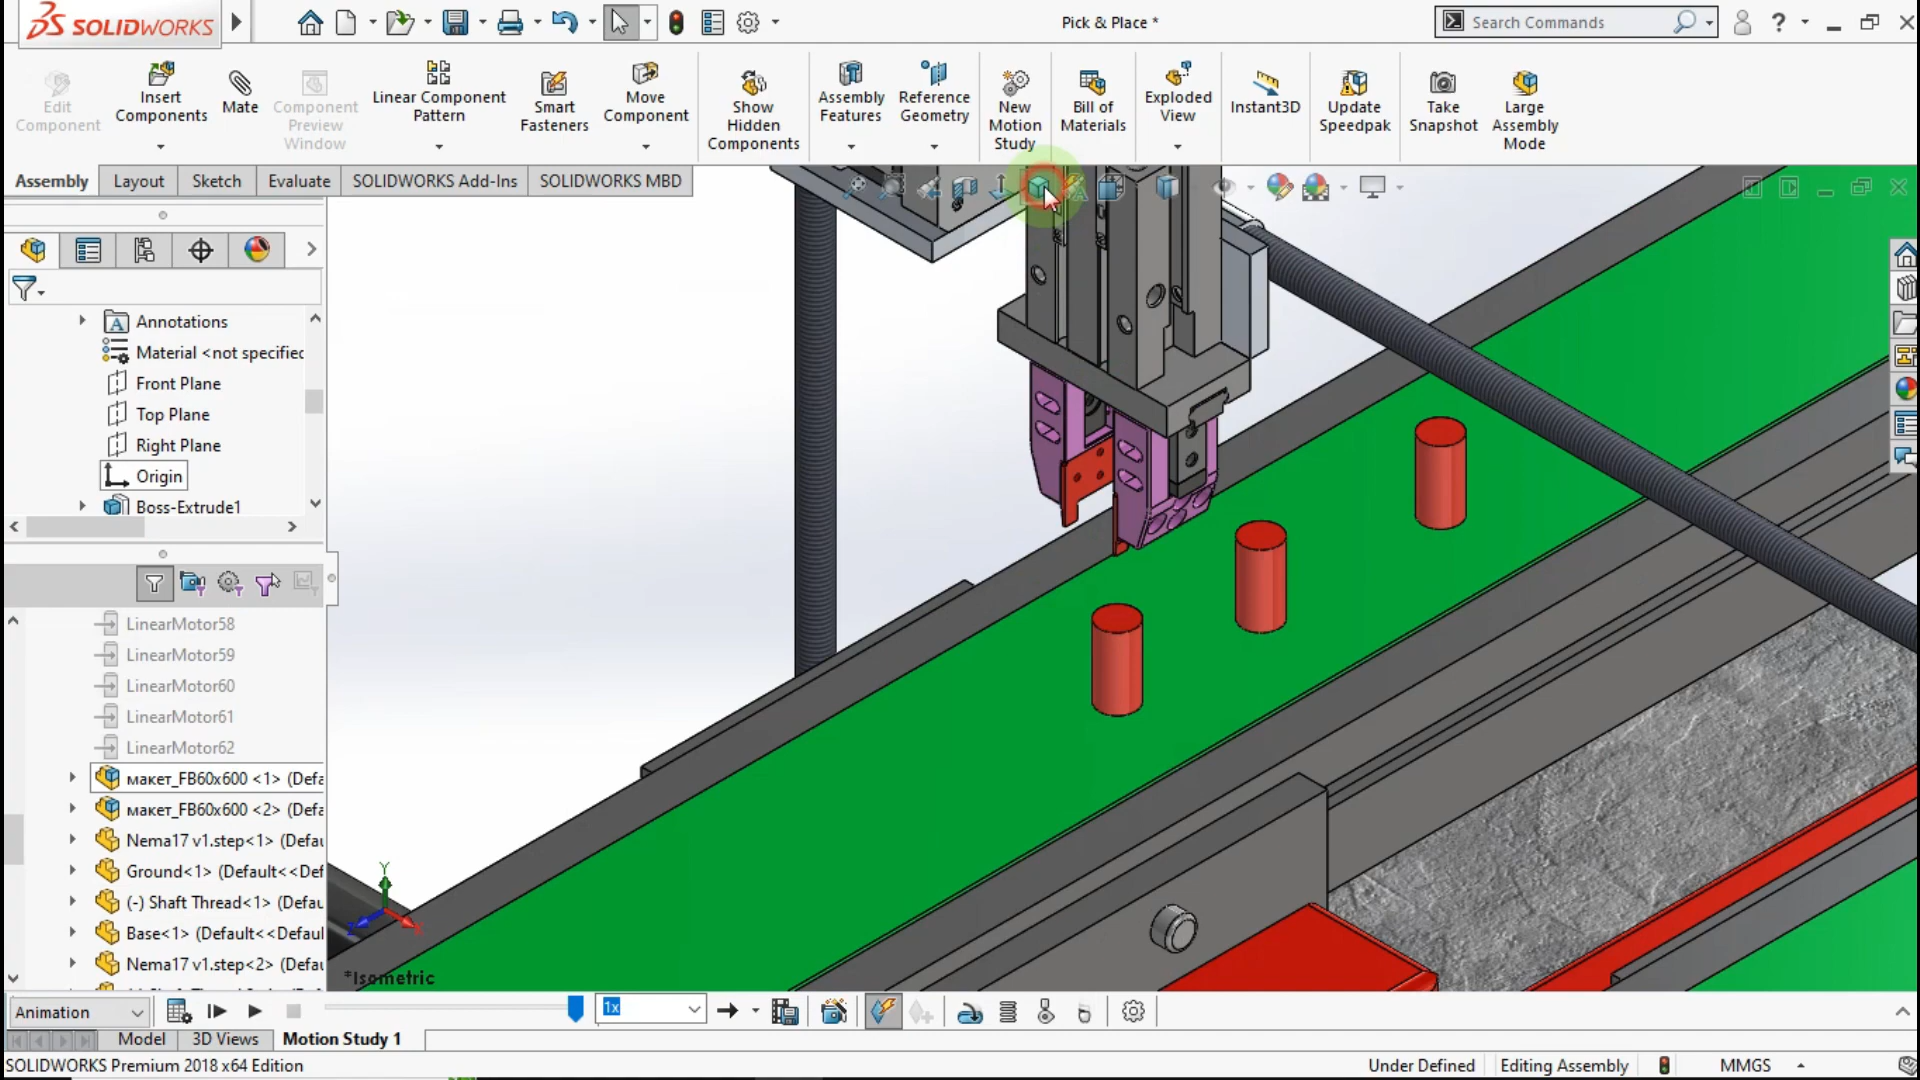 SOLIDWORKS
Pick & Place *
Search Commands
?
Edit
Component
Insert
Components
Mate
Component
Preview
Window
Linear Component
Pattern
Smart
Fasteners
Move
Component
Show
Hidden
Components
Assembly
Features
Reference
Geometry
New
Motion
Study
Bill of
Materials
Exploded
View
Instant3D
Update
Speedpak
Take
Snapshot
Large
Assembly
Mode
Assembly
Layout
Sketch
Evaluate
SOLIDWORKS Add-Ins
SOLIDWORKS MBD
Annotations
Material <not specified
Front Plane
Top Plane
Right Plane
Origin
Boss-Extrude1
LinearMotor58
LinearMotor59
LinearMotor60
LinearMotor61
LinearMotor62
макет_FB60x600 <1> (Defa
макет_FB60x600 <2> (Defa
Nema17 v1.step<1> (Defau
Ground<1> (Default<<Def
(-) Shaft Thread<1> (Defau
Base<1> (Default<<Defaul
Nema17 v1.step<2> (Defau
Y
Z
X
*Isometric
Animation
1x
Model
3D Views
Motion Study 1
SOLIDWORKS Premium 2018 x64 Edition
Under Defined
Editing Assembly
MMGS